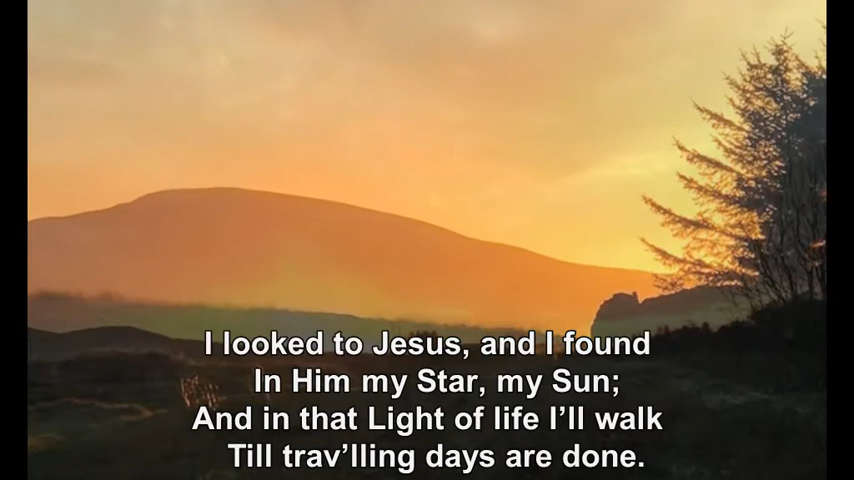 I looked to Jesus, and I found
In Him my Star, my Sun;
And in that Light of life I’ll walk
Till trav’lling days are done.